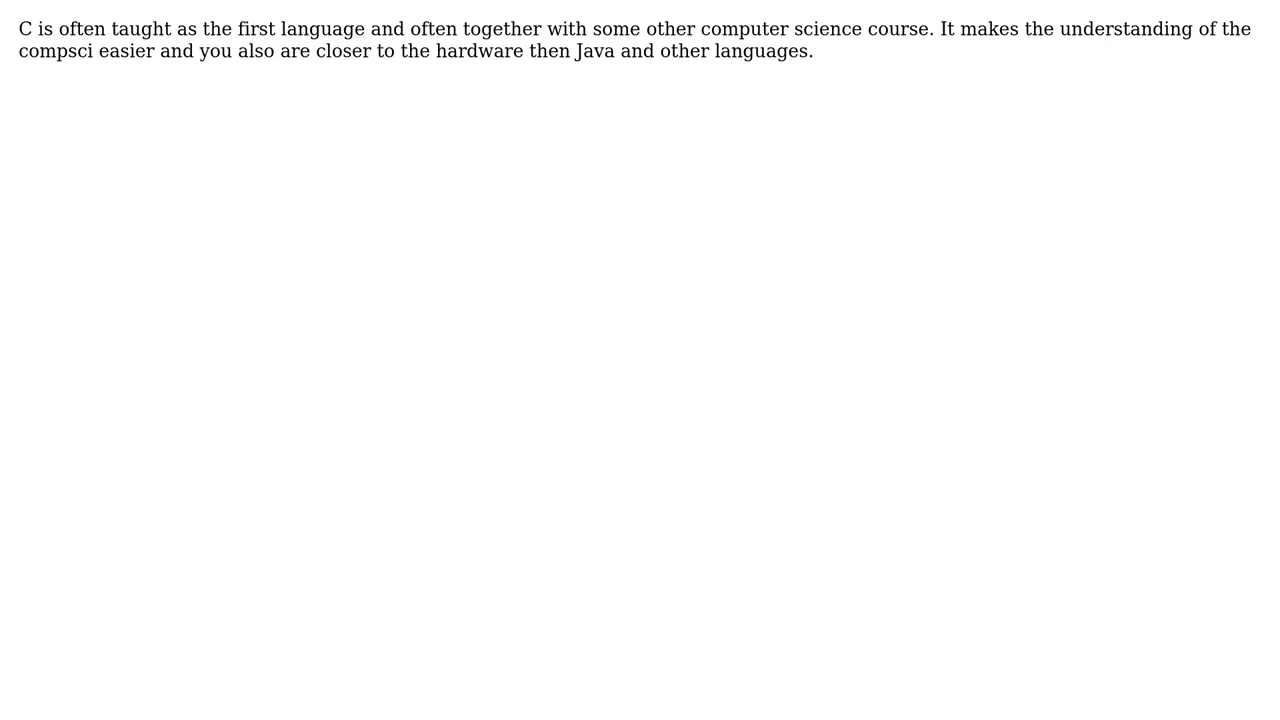 C is often taught as the first language and often together with some other computer science course. It makes the understanding of the
compsci easier and you also are closer to the hardware then Java and other languages.